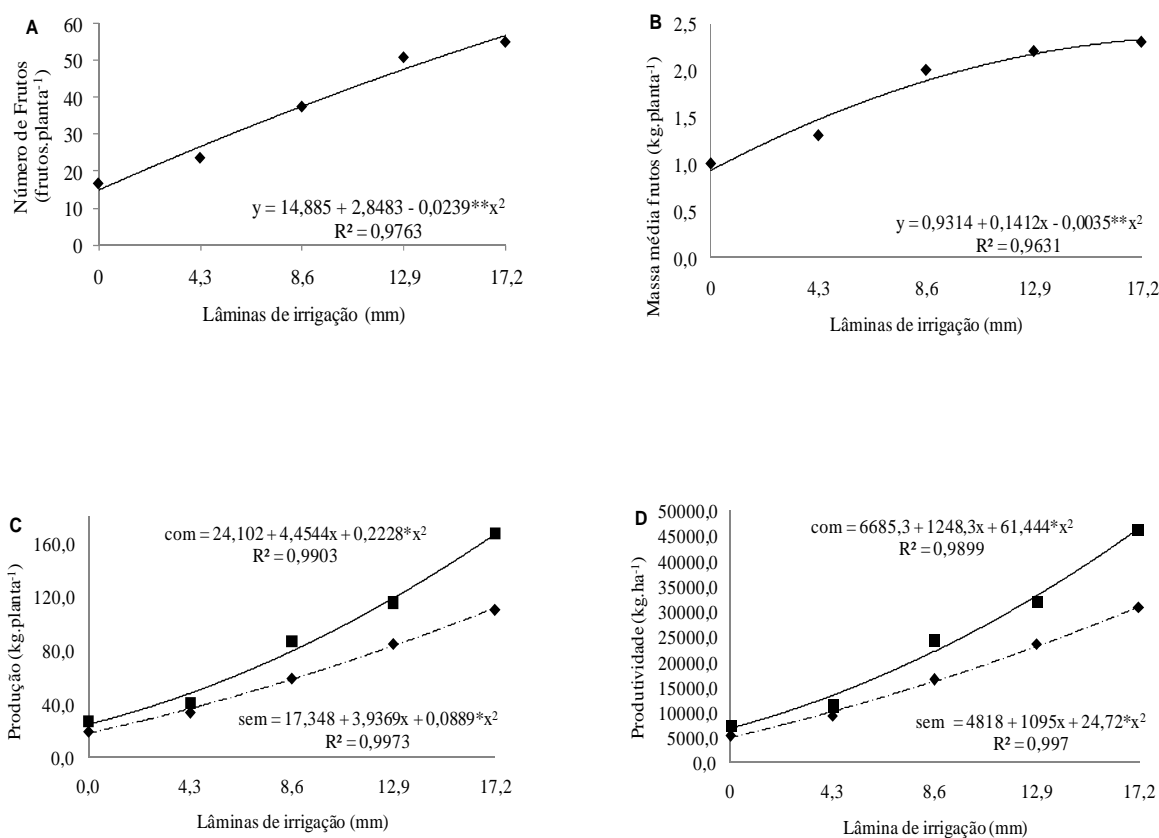 A
Número de Frutos
(frutos.planta-1)
60
50
40
30
20
10
0
y = 14,885 + 2,8483 - 0,0239**x²
R² = 0,9763
0 4,3 8,6 12,9 17,2
Lâminas de irrigação (mm)
B
Massa média frutos (kg.planta-1)
2,5
2,0
1,5
1,0
0,5
0,0
y = 0,9314 + 0,1412x - 0,0035**x²
R² = 0,9631
0 4,3 8,6 12,9 17,2
Lâminas de irrigação (mm)
C
Produção (kg.planta-1)
160,0
120,0
80,0
40,0
0,0
com = 24,102 + 4,4544x + 0,2228*x²
R² = 0,9903
sem = 17,348 + 3,9369x + 0,0889*x²
R² = 0,9973
0,0 4,3 8,6 12,9 17,2
Lâminas de irrigação (mm)
D
Produtividade (kg.ha-1)
50000,0
45000,0
40000,0
35000,0
30000,0
25000,0
20000,0
15000,0
10000,0
5000,0
0,0
com = 6685,3 + 1248,3x + 61,444*x²
R² = 0,9899
sem = 4818 + 1095x + 24,72*x²
R² = 0,997
0 4,3 8,6 12,9 17,2
Lâmina de irrigação (mm)